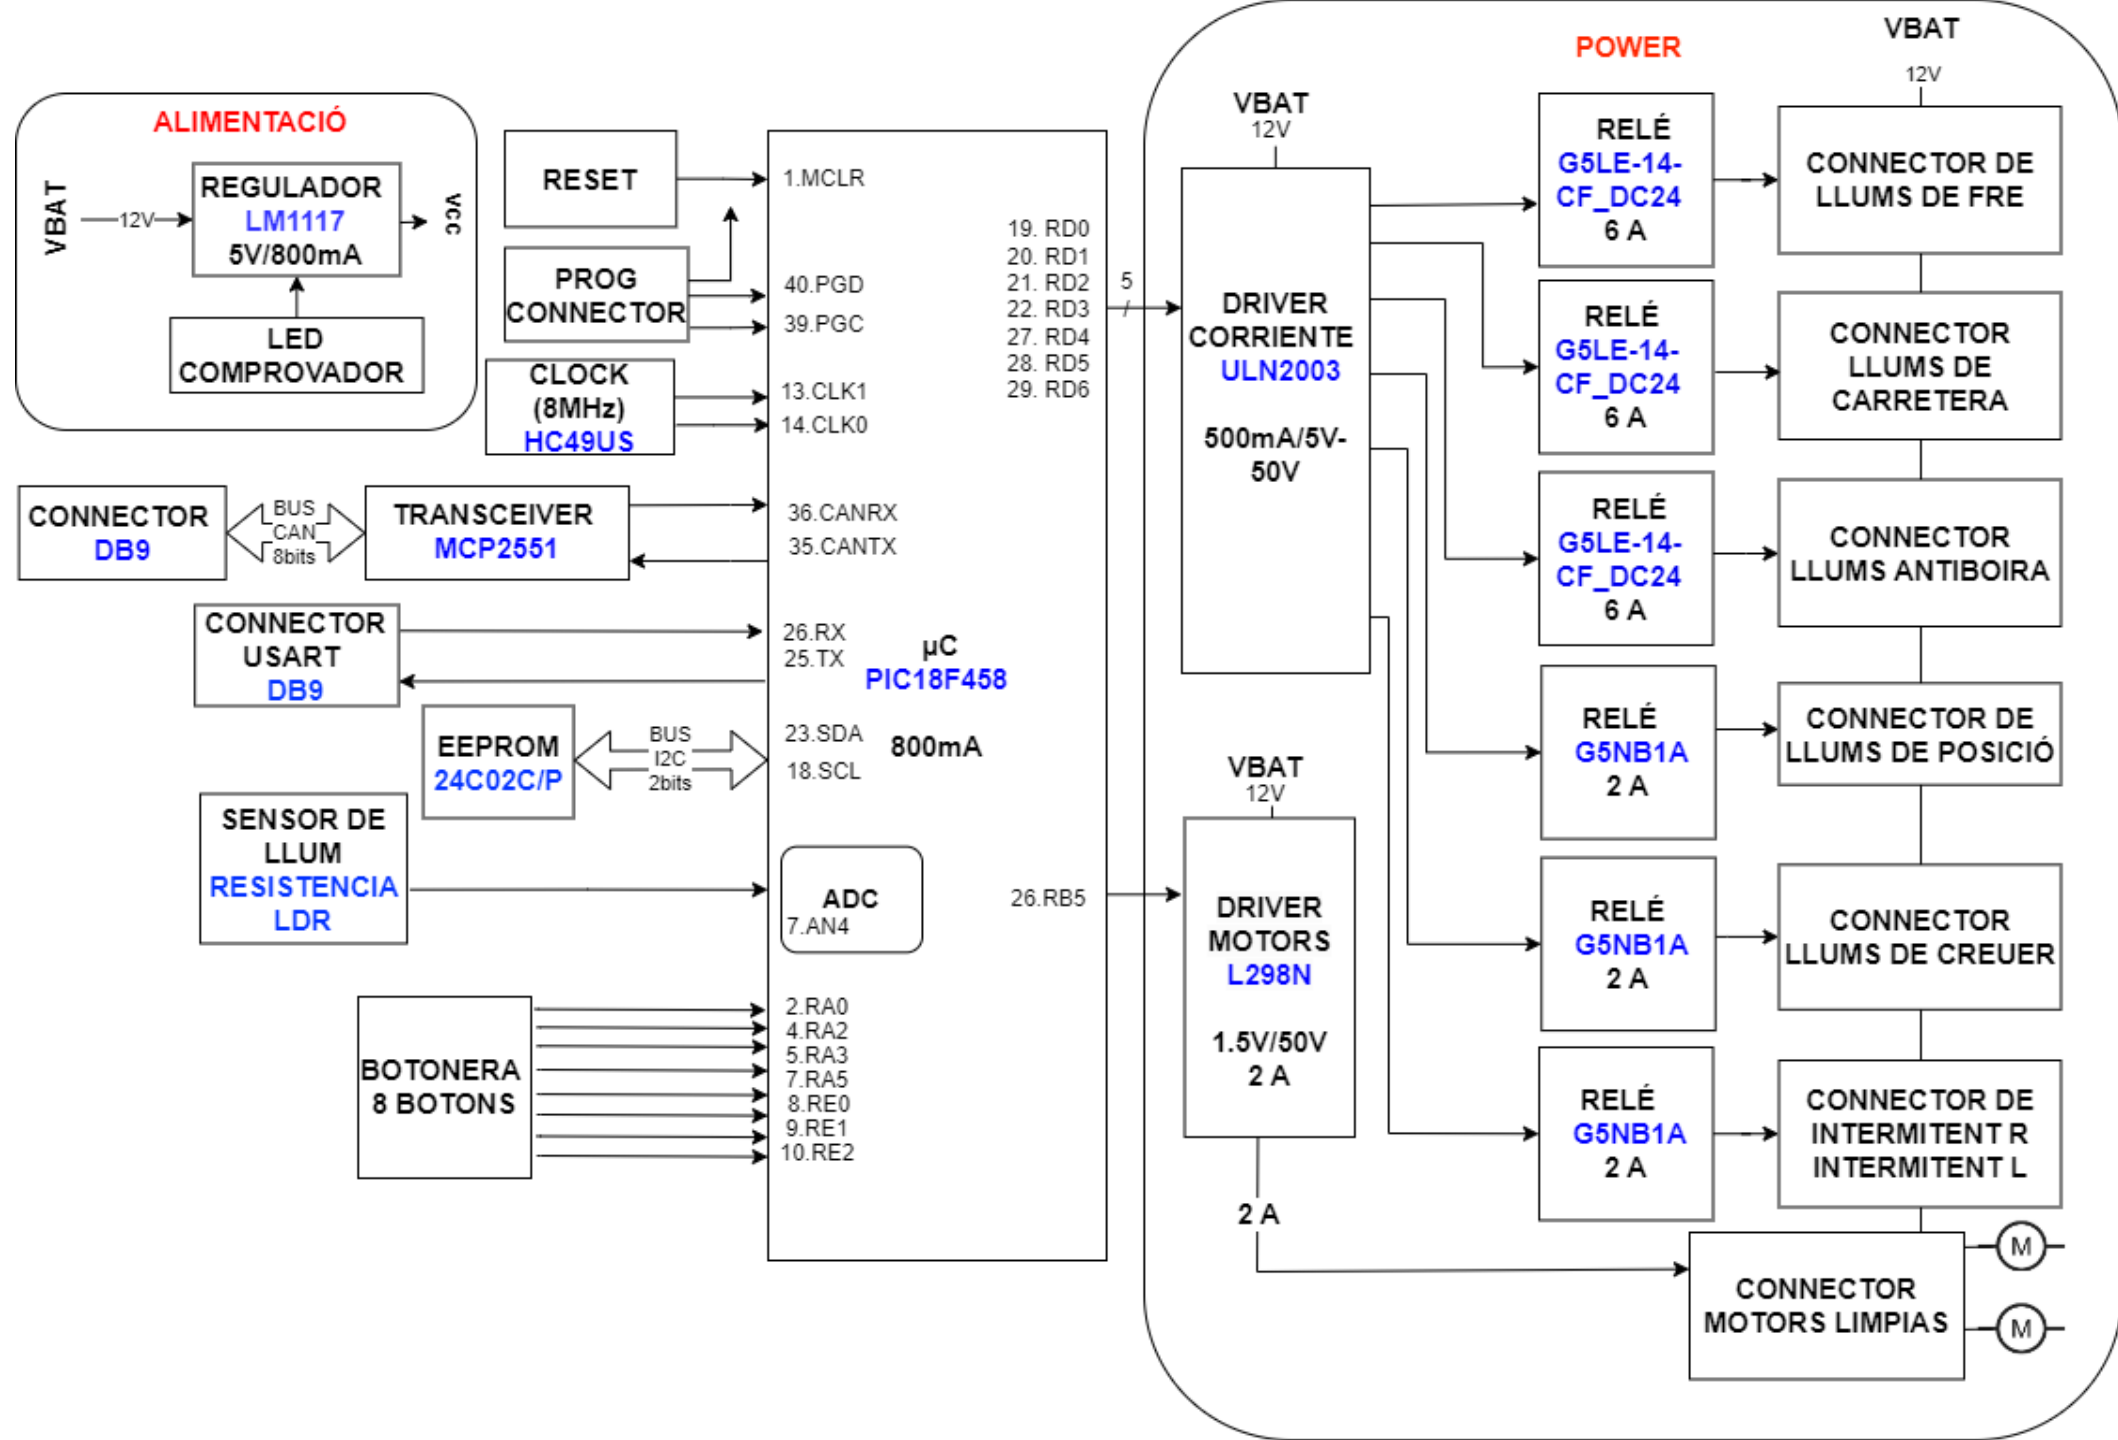 ALIMENTACIÓ
VBAT
12V
REGULADOR
LM1117
5V/800mA
vcc
LED
COMPROVADOR
RESET
PROG
CONNECTOR
CLOCK
(8MHz)
HC49US
CONNECTOR
DB9
BUS
CAN
8bits
TRANSCEIVER
MCP2551
CONNECTOR
USART
DB9
EEPROM
24C02C/P
BUS
I2C
2bits
SENSOR DE
LLUM
RESISTENCIA
LDR
BOTONERA
8 BOTONS
1.MCLR
40.PGD
39.PGC
13.CLK1
14.CLK0
36.CANRX
35.CANTX
26.RX
25.TX
23.SDA
18.SCL
ADC
7.AN4
2.RA0
4.RA2
5.RA3
7.RA5
8.RE0
9.RE1
10.RE2
µC
PIC18F458
800mA
19. RD0
20. RD1
21. RD2
22. RD3
27. RD4
28. RD5
29. RD6
26.RB5
5
/
POWER
VBAT
12V
DRIVER
CORRIENTE
ULN2003
500mA/5V-
50V
VBAT
12V
DRIVER
MOTORS
L298N
1.5V/50V
2 A
2 A
RELÉ
G5LE-14-
CF_DC24
6 A
RELÉ
G5LE-14-
CF_DC24
6 A
RELÉ
G5LE-14-
CF_DC24
6 A
RELÉ
G5NB1A
2 A
RELÉ
G5NB1A
2 A
RELÉ
G5NB1A
2 A
VBAT
12V
CONNECTOR DE
LLUMS DE FRE
CONNECTOR
LLUMS DE
CARRETERA
CONNECTOR
LLUMS ANTIBOIRA
CONNECTOR DE
LLUMS DE POSICIÓ
CONNECTOR
LLUMS DE CREUER
CONNECTOR DE
INTERMITENT R
INTERMITENT L
CONNECTOR
MOTORS LIMPIAS
M
M